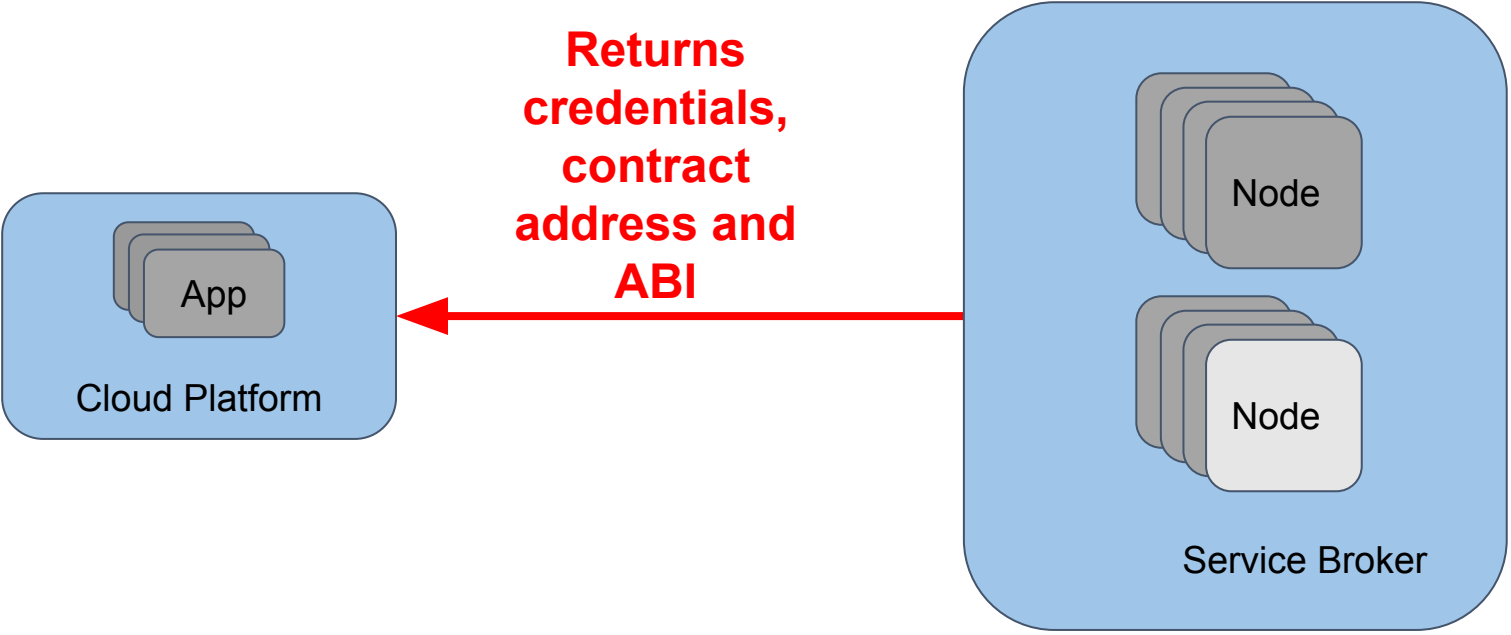 Returns
credentials,
contract
address and
ABI
App
Cloud Platform
Node
Node
Service Broker